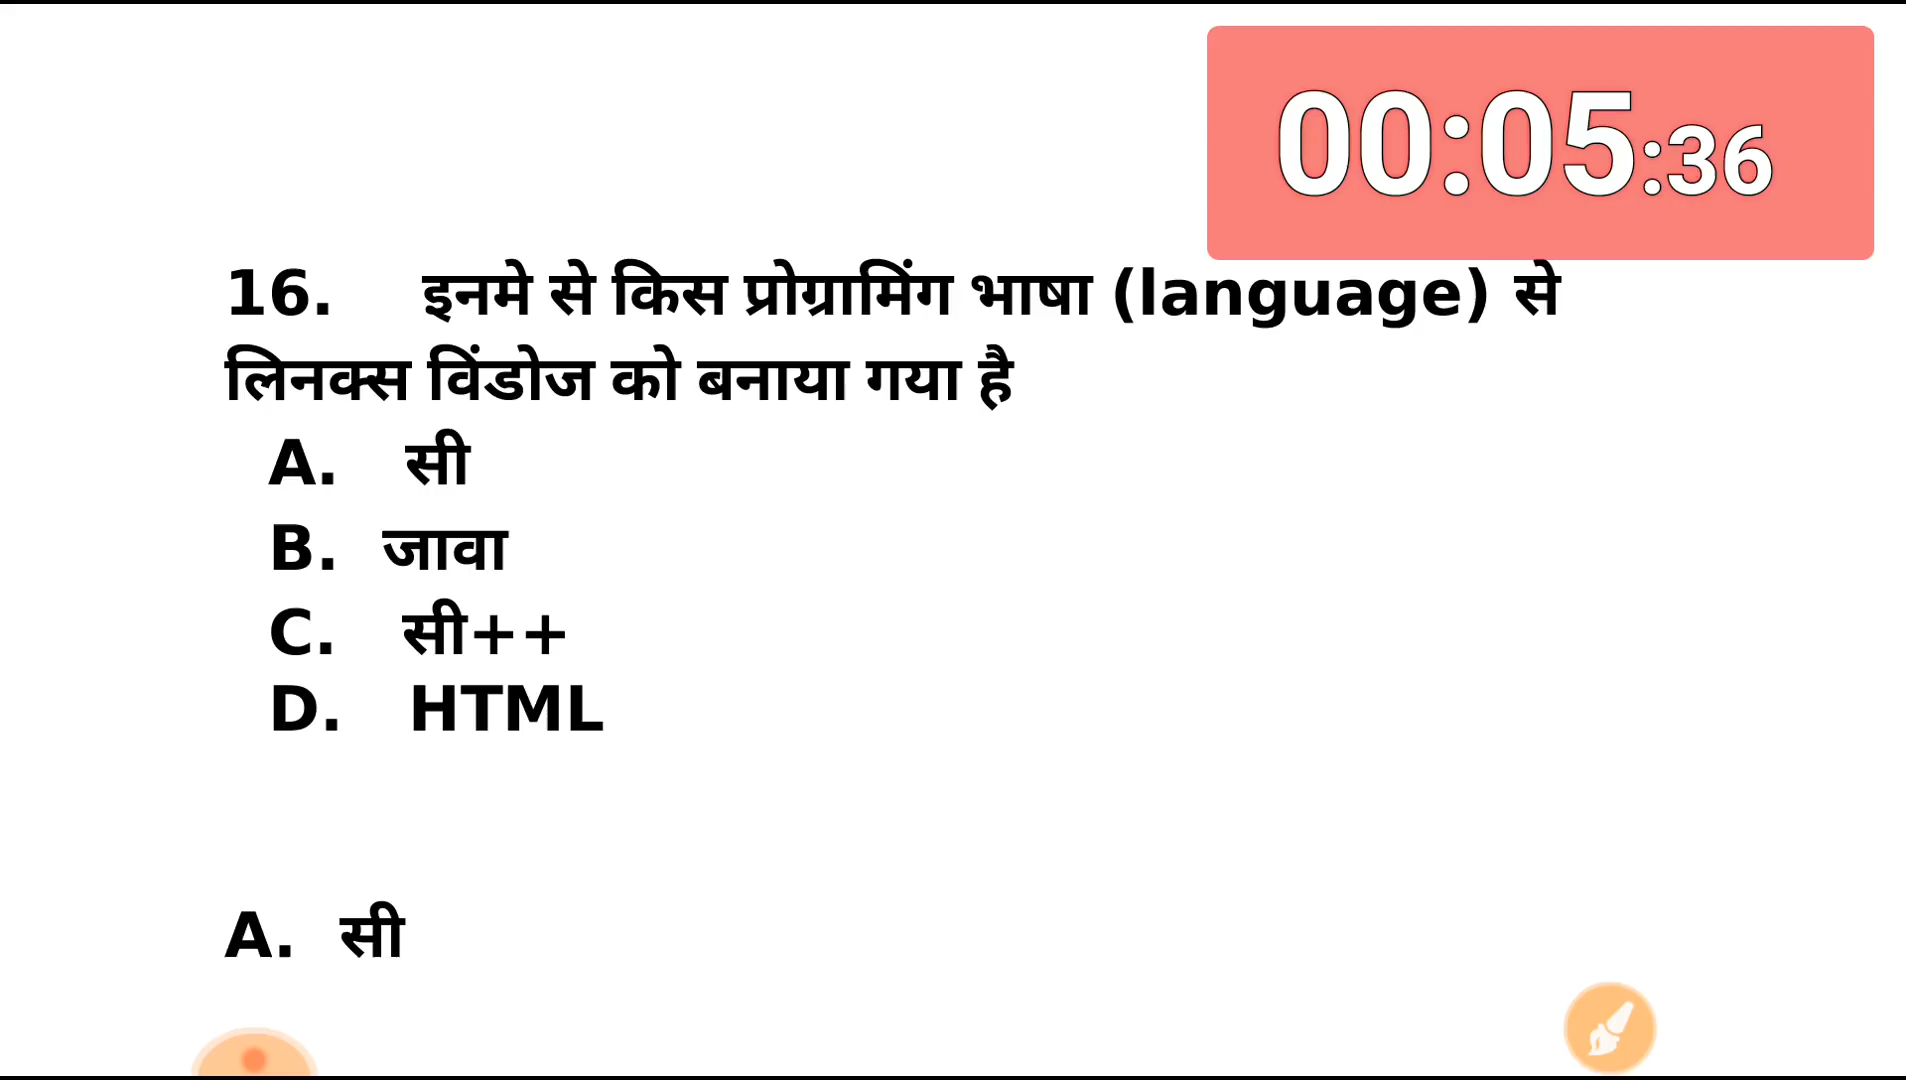 00:05:36
16. इनमे से किस प्रोग्रामिंग भाषा (language) से
लिनक्स विंडोज को बनाया गया है
A. सी
B. जावा
C. सी++
D. HTML
A. सी